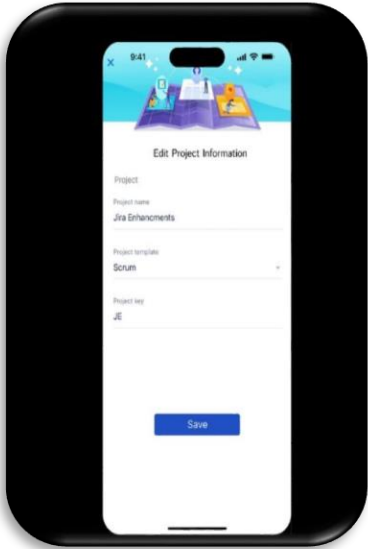 9:41
Edit Project Information
Project
Project name
Jira Enhancments
Project template
Scrum
Project key
JE
Save